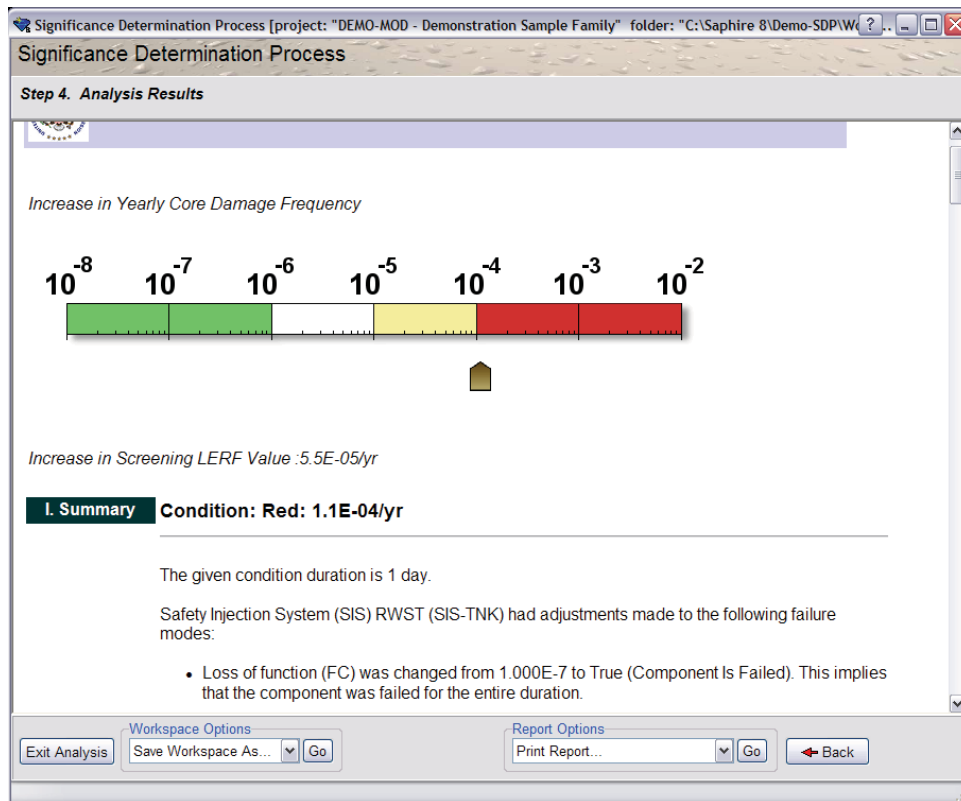 Significance Determination Process [project: "DEMO-MOD - Demonstration Sample Family" folder: "C:\Saphire 8\Demo-SDP\Wo ? ...
Significance Determination Process
Step 4. Analysis Results
Increase in Yearly Core Damage Frequency
10-8 10-7 10-6 10-5 10-4 10-3 10-2
Increase in Screening LERF Value :5.5E-05/yr
I. Summary Condition: Red: 1.1E-04/yr
The given condition duration is 1 day.
Safety Injection System (SIS) RWST (SIS-TNK) had adjustments made to the following failure
modes:
• Loss of function (FC) was changed from 1.000E-7 to True (Component Is Failed). This implies
that the component was failed for the entire duration.
Workspace Options Report Options
Exit Analysis Save Workspace As... Go Print Report... Go Back